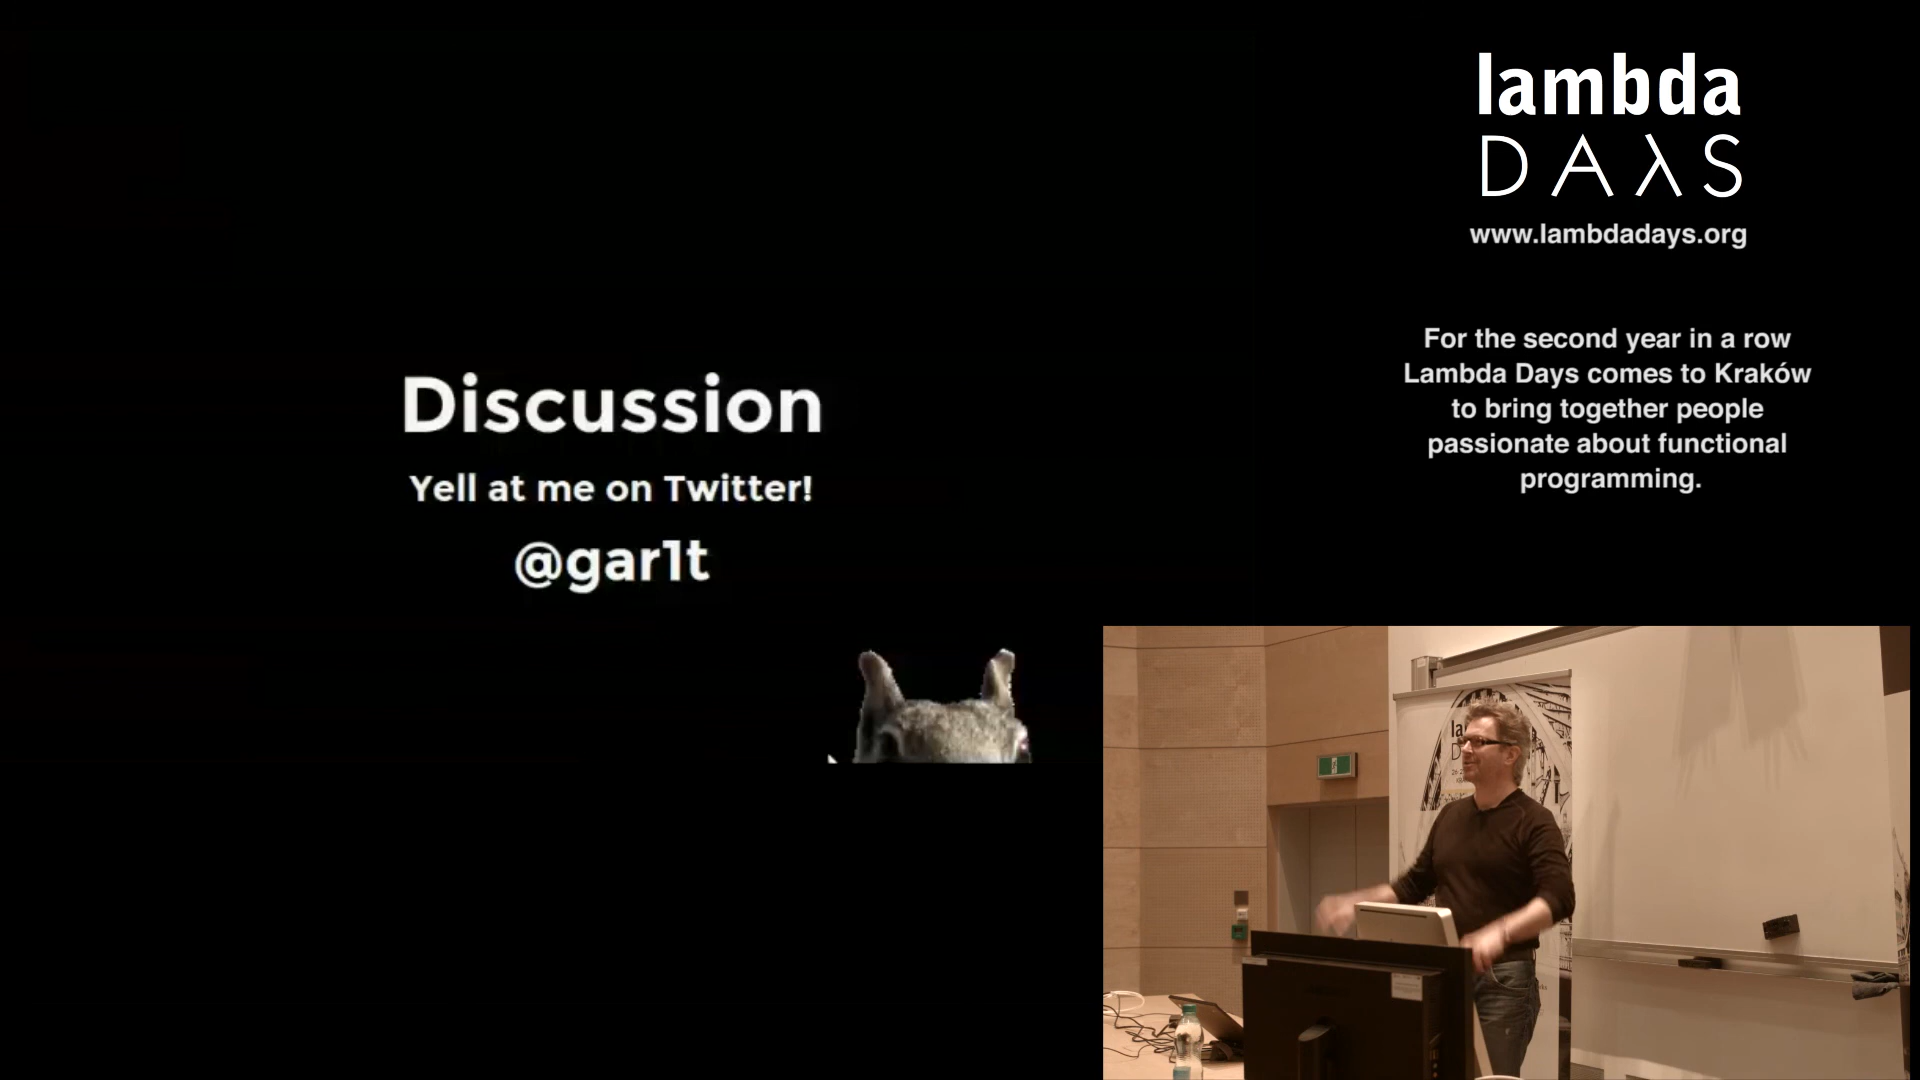 Discussion
Yell at me on Twitter!
@gar1t
lambda
DAλS
www.lambdadays.org
For the second year in a row
Lambda Days comes to Kraków
to bring together people
passionate about functional
programming.